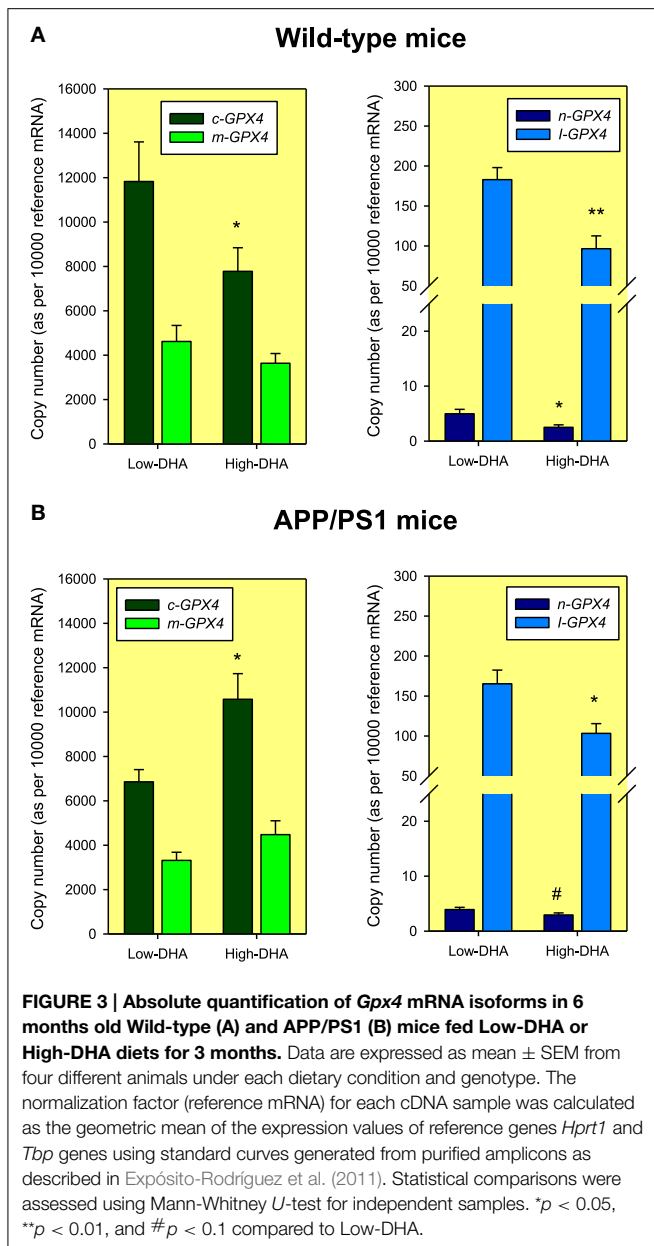 A
Wild-type mice
Copy number (as per 10000 reference mRNA)
16000
14000
12000
10000
8000
6000
4000
2000
0
c-GPX4
m-GPX4
*
Low-DHA
High-DHA
Copy number (as per 10000 reference mRNA)
300
250
200
150
100
50
20
10
5
0
n-GPX4
l-GPX4
**
*
Low-DHA
High-DHA
B
APP/PS1 mice
Copy number (as per 10000 reference mRNA)
16000
14000
12000
10000
8000
6000
4000
2000
0
c-GPX4
m-GPX4
*
Low-DHA
High-DHA
Copy number (as per 10000 reference mRNA)
300
250
200
150
100
50
20
10
5
0
n-GPX4
l-GPX4
*
#
Low-DHA
High-DHA
FIGURE 3 | Absolute quantification of Gpx4 mRNA isoforms in 6
months old Wild-type (A) and APP/PS1 (B) mice fed Low-DHA or
High-DHA diets for 3 months. Data are expressed as mean ± SEM from
four different animals under each dietary condition and genotype. The
normalization factor (reference mRNA) for each cDNA sample was calculated
as the geometric mean of the expression values of reference genes Hprt1 and
Tbp genes using standard curves generated from purified amplicons as
described in Expósito-Rodríguez et al. (2011). Statistical comparisons were
assessed using Mann-Whitney U-test for independent samples. *p < 0.05,
**p < 0.01, and #p < 0.1 compared to Low-DHA.